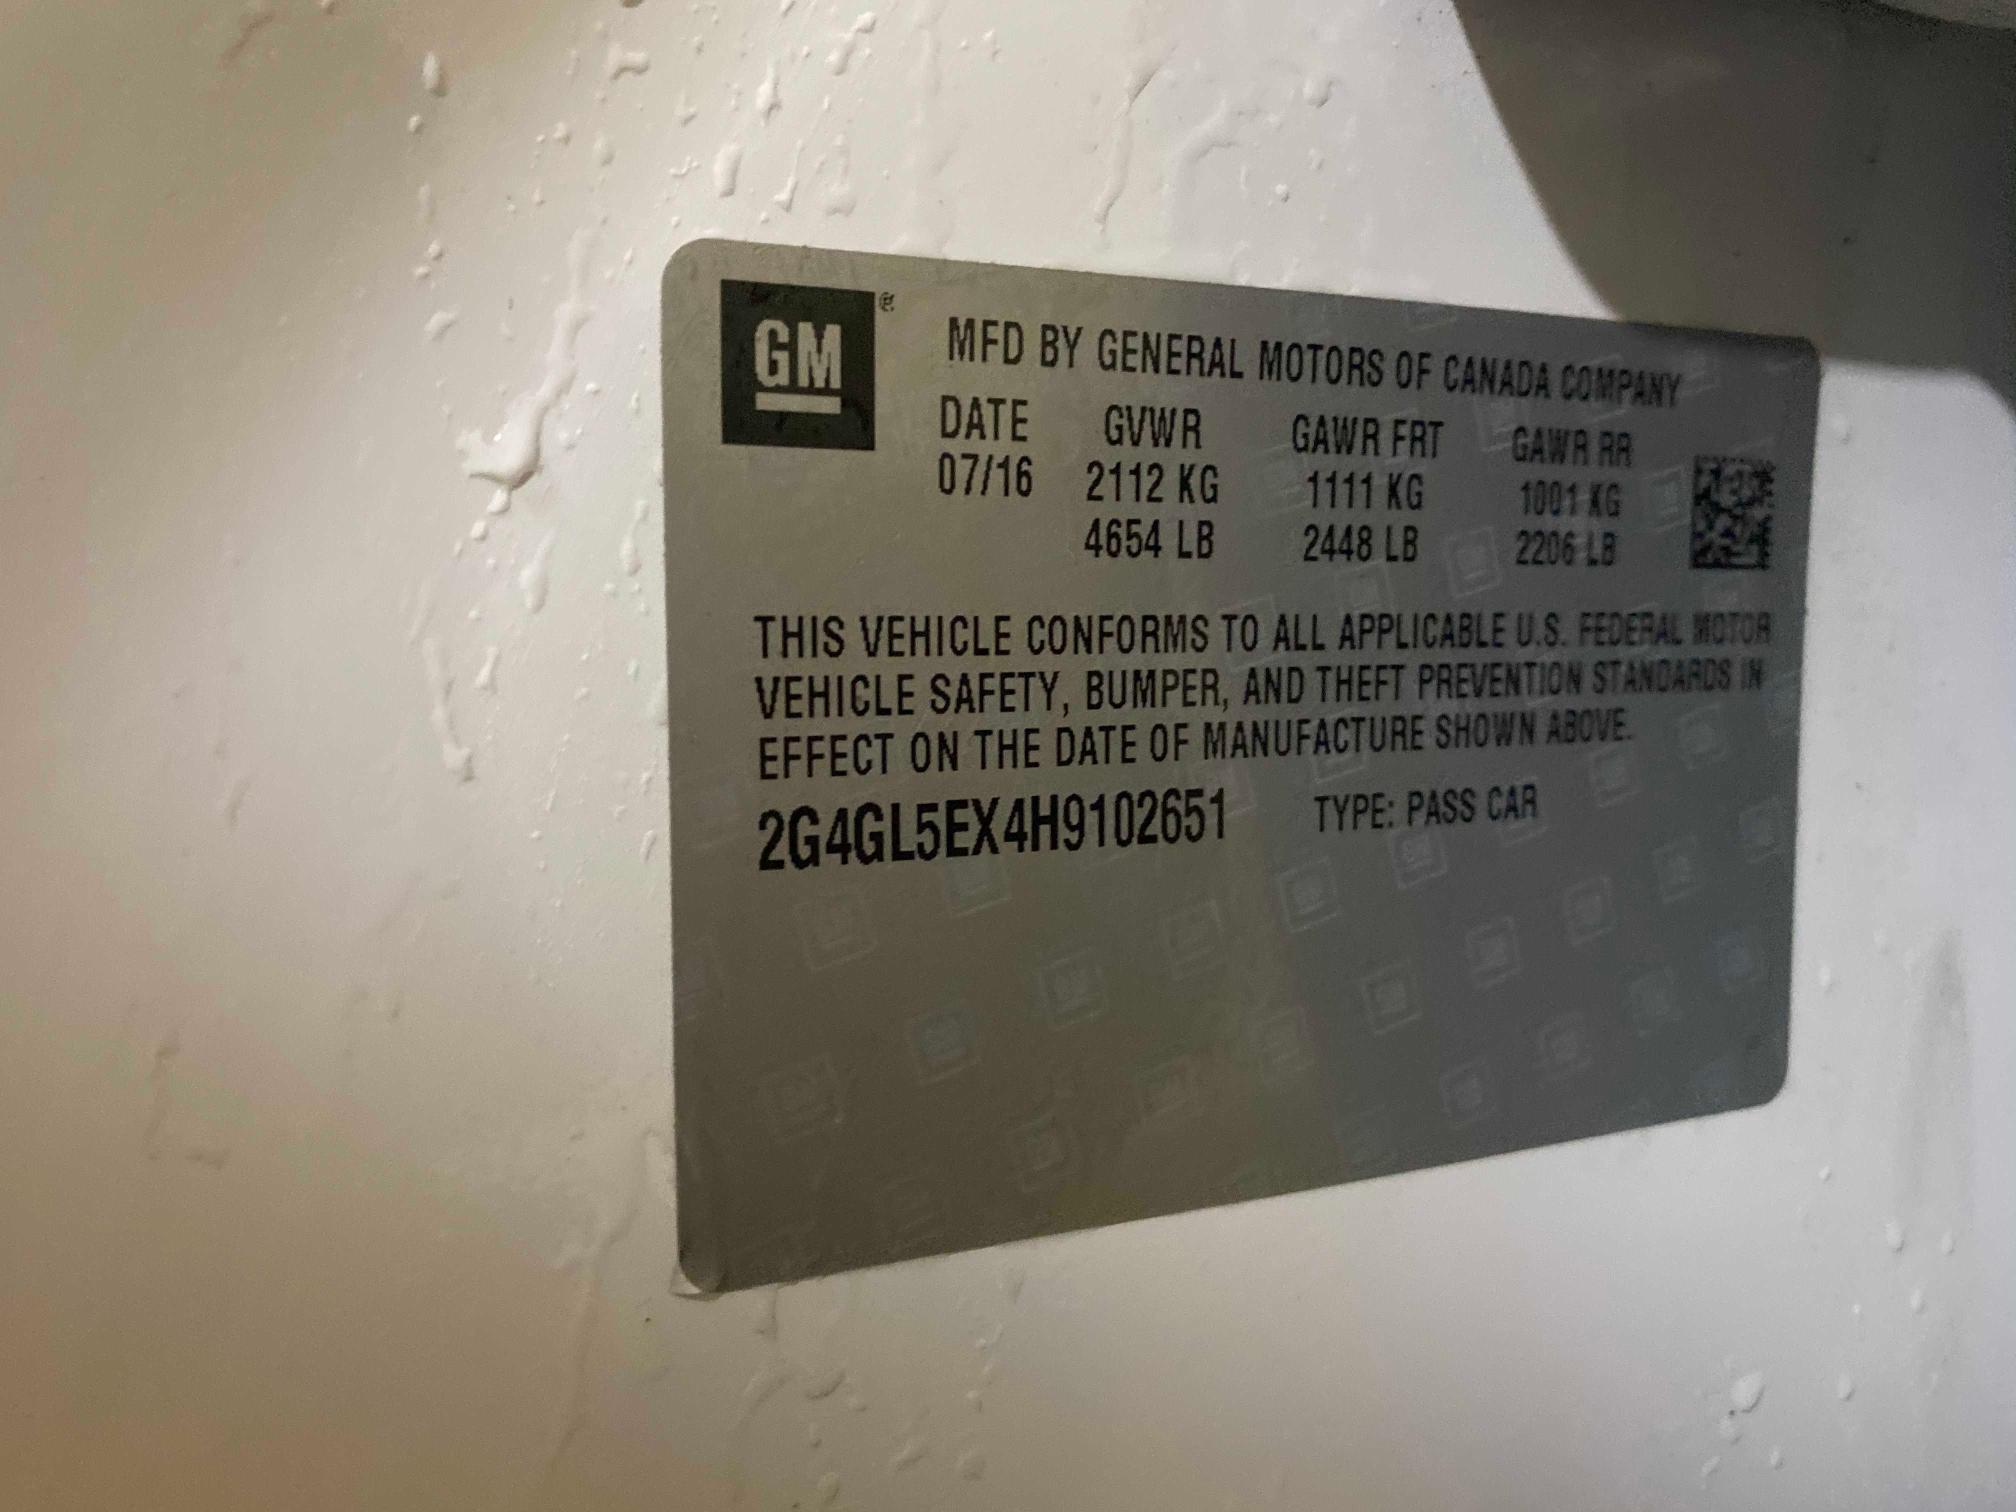 GM ®
MFD BY GENERAL MOTORS OF CANADA COMPANY
DATE GVWR GAWR FRT GAWR RR
07/16 2112 KG 1111 KG 1001 KG
4654 LB 2448 LB 2206 LB
THIS VEHICLE CONFORMS TO ALL APPLICABLE U.S. FEDERAL MOTOR
VEHICLE SAFETY, BUMPER, AND THEFT PREVENTION STANDARDS IN
EFFECT ON THE DATE OF MANUFACTURE SHOWN ABOVE.
2G4GL5EX4H9102651 TYPE: PASS CAR